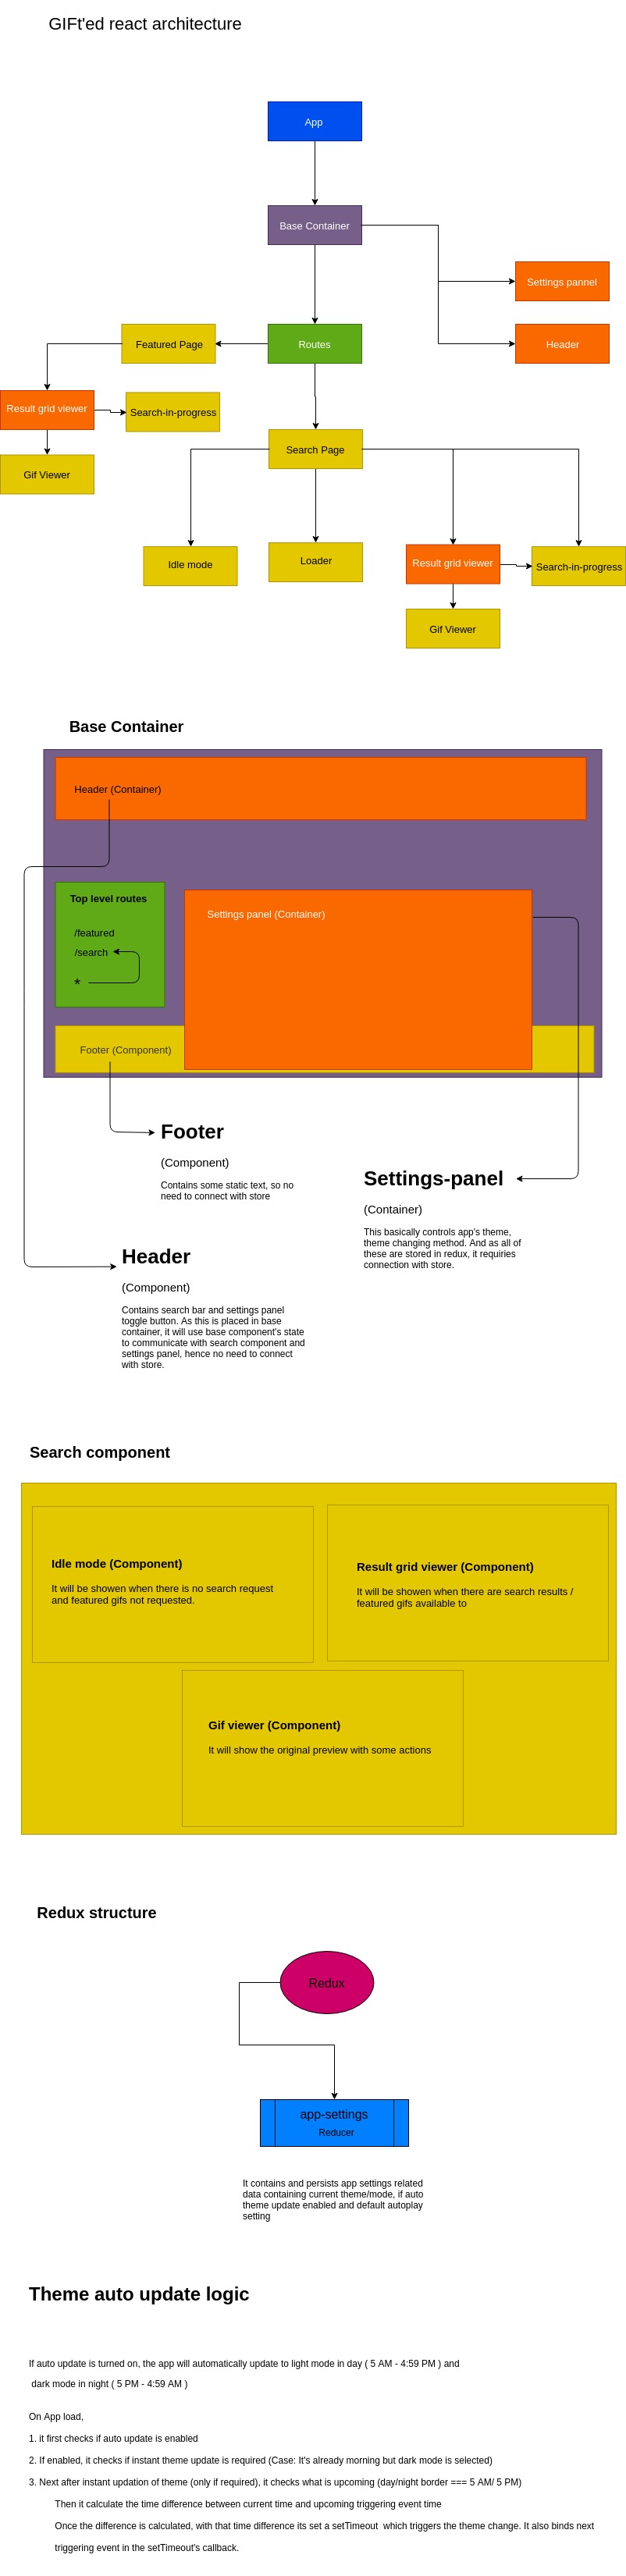 GIFt'ed react architecture
App
Base Container
Settings pannel
Featured Page
Routes
Header
Result grid viewer
Search-in-progress
Search Page
Gif Viewer
Idle mode
Loader
Result grid viewer
Search-in-progress
Gif Viewer
Base Container
Header (Container)
Top level routes
/featured
/search
*
Settings panel (Container)
Footer (Component)
Footer
(Component)
Contains some static text, so no
need to connect with store
Settings-panel
(Container)
This basically controls app's theme,
theme changing method. And as all of
these are stored in redux, it requiries
connection with store.
Header
(Component)
Contains search bar and settings panel
toggle button. As this is placed in base
container, it will use base component's state
to communicate with search component and
settings panel, hence no need to connect
with store.
Search component
Idle mode (Component)
It will be showen when there is no search request
and featured gifs not requested.
Result grid viewer (Component)
It will be showen when there are search results /
featured gifs available to
Gif viewer (Component)
It will show the original preview with some actions
Redux structure
Redux
app-settings
Reducer
It contains and persists app settings related
data containing current theme/mode, if auto
theme update enabled and default autoplay
setting
Theme auto update logic
If auto update is turned on, the app will automatically update to light mode in day ( 5 AM - 4:59 PM ) and
dark mode in night ( 5 PM - 4:59 AM )
On App load,
1. it first checks if auto update is enabled
2. If enabled, it checks if instant theme update is required (Case: It's already morning but dark mode is selected)
3. Next after instant updation of theme (only if required), it checks what is upcoming (day/night border === 5 AM/ 5 PM)
Then it calculate the time difference between current time and upcoming triggering event time
Once the difference is calculated, with that time difference its set a setTimeout which triggers the theme change. It also binds next
triggering event in the setTimeout's callback.